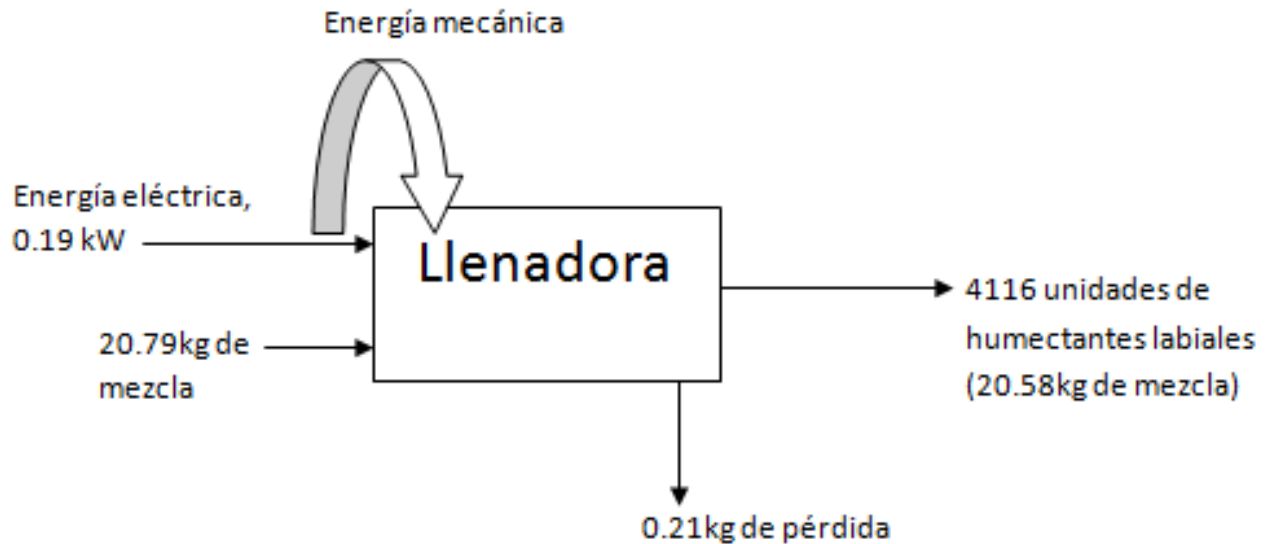 Energía mecánica
Energía eléctrica,
0.19 kW
Llenadora
20.79kg de
mezcla
4116 unidades de
humectantes labiales
(20.58kg de mezcla)
0.21kg de pérdida